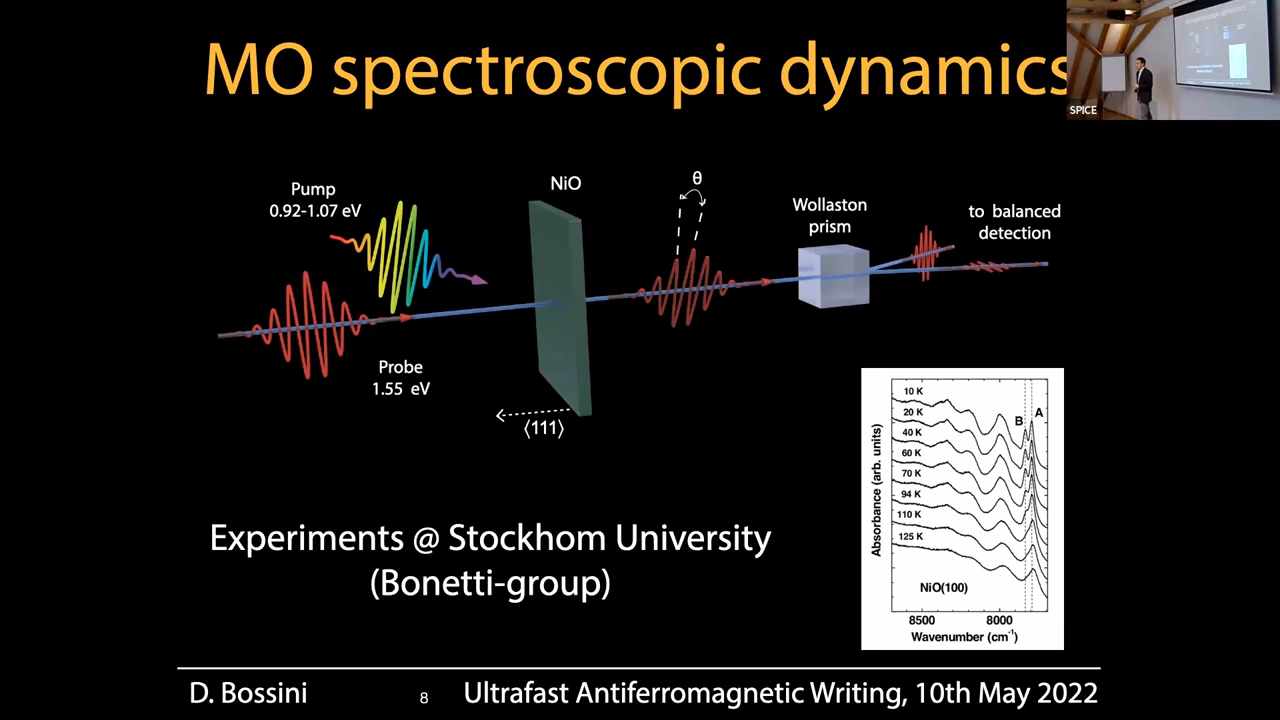 MO spectroscopic dynamics
SPICE
Pump
0.92-1.07 eV
NiO
θ
Wollaston
prism
to balanced
detection
Probe
1.55 eV
⟨111⟩
Experiments @ Stockhom University
(Bonetti-group)
10 K
20 K
40 K
60 K
70 K
94 K
110 K
125 K
B
A
Absorbance (arb. units)
NiO(100)
8500
8000
Wavenumber (cm⁻¹)
D. Bossini
8
Ultrafast Antiferromagnetic Writing, 10th May 2022